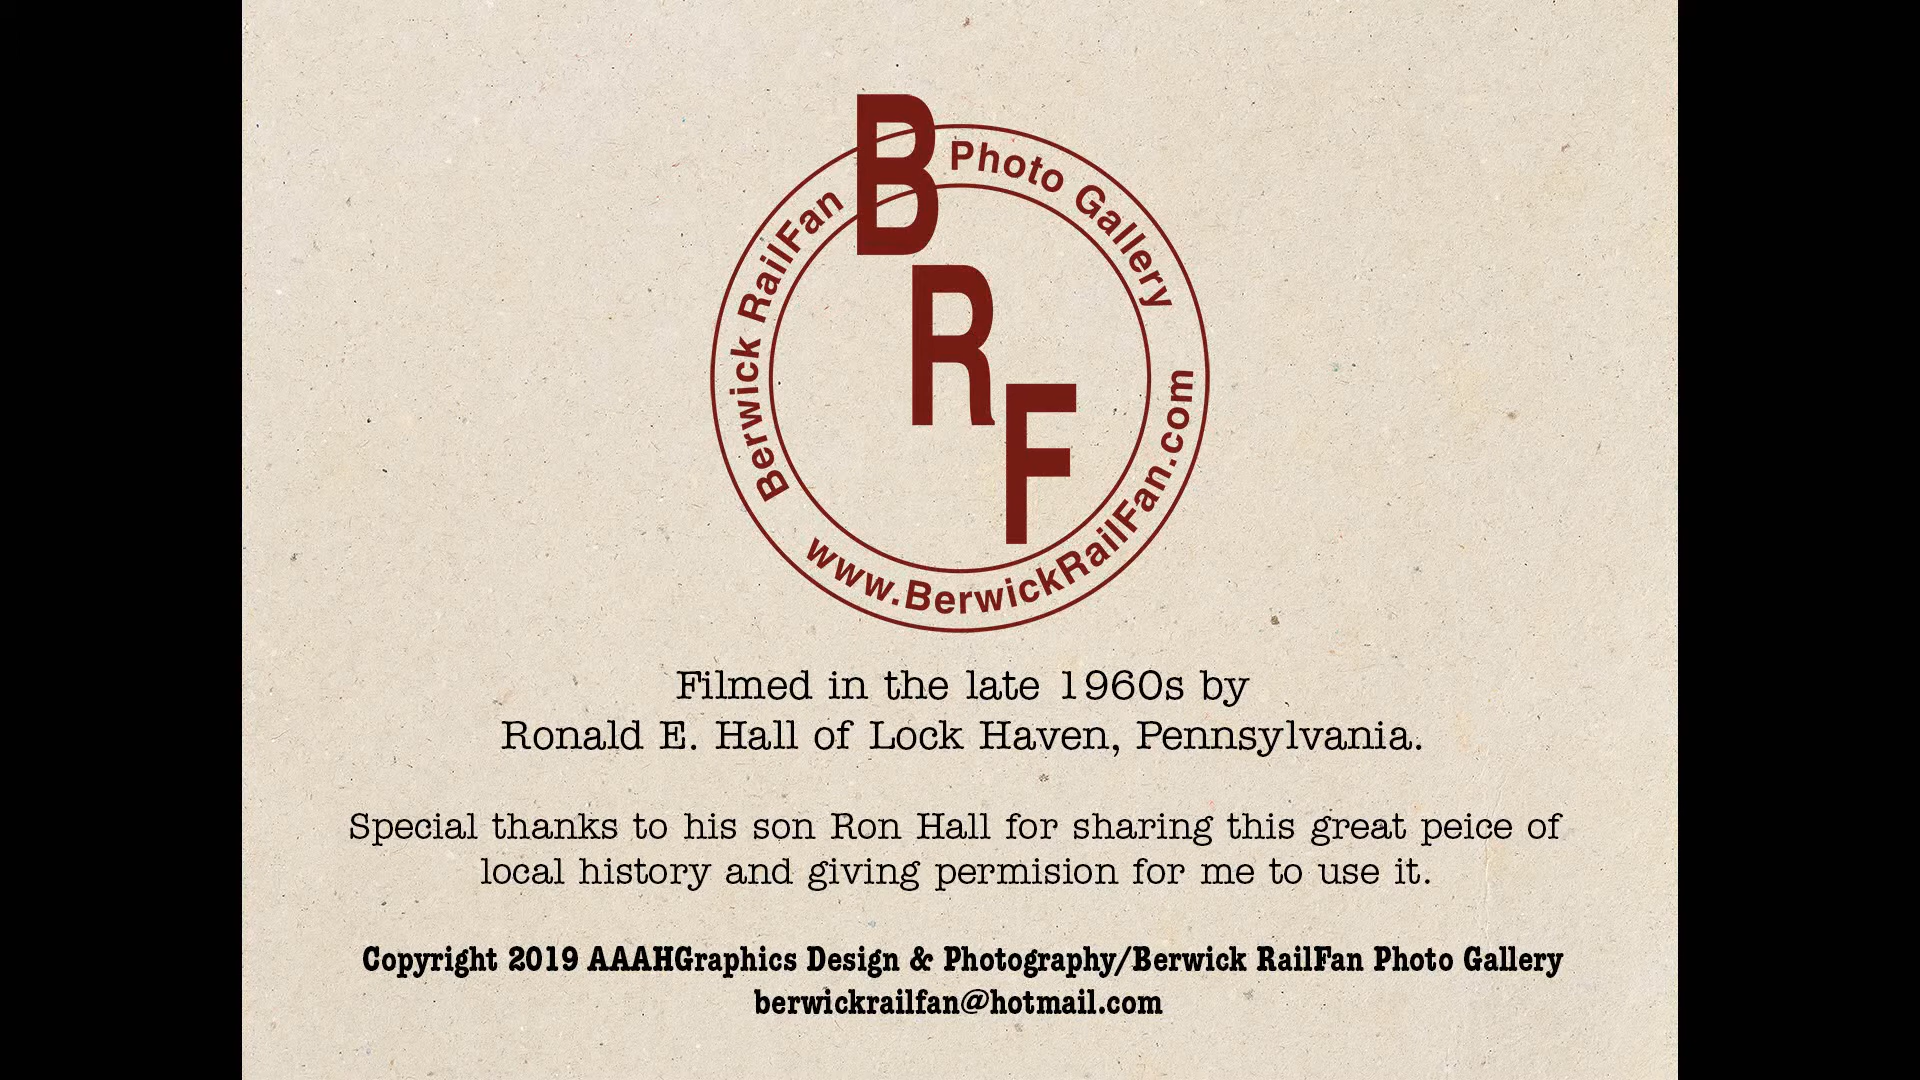 B R F
Berwick RailFan Photo Gallery
www.BerwickRailFan.com
Filmed in the late 1960s by
Ronald E. Hall of Lock Haven, Pennsylvania.
Special thanks to his son Ron Hall for sharing this great peice of
local history and giving permision for me to use it.
Copyright 2019 AAAHGraphics Design & Photography/Berwick RailFan Photo Gallery
berwickrailfan@hotmail.com